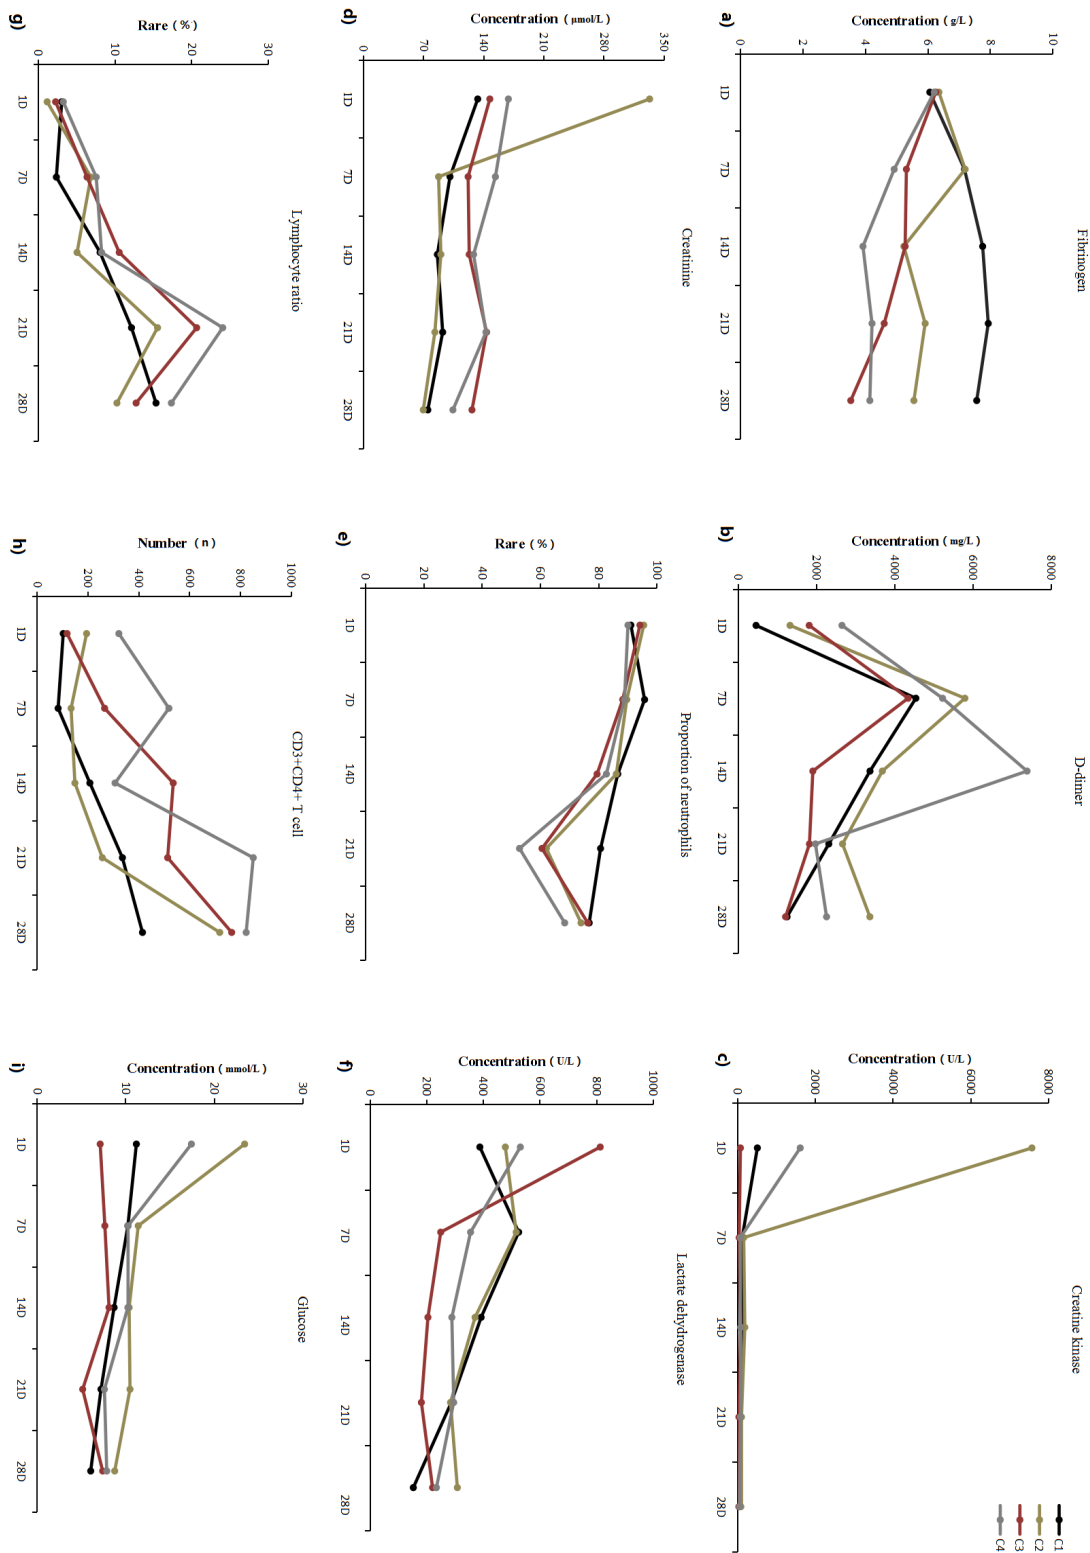 a)
Fibrinogen
Concentration ( g/L )
10
8
6
4
2
0
1D 7D 14D 21D 28D
b)
D-dimer
Concentration ( mg/L )
8000
6000
4000
2000
0
1D 7D 14D 21D 28D
c)
Creatine kinase
Concentration ( U/L )
8000
6000
4000
2000
0
1D 7D 14D 21D 28D
C1
C2
C3
C4
d)
Creatinine
Concentration ( μmol/L )
350
280
210
140
70
0
1D 7D 14D 21D 28D
e)
Proportion of neutrophils
Rare ( % )
100
80
60
40
20
0
1D 7D 14D 21D 28D
f)
Lactate dehydrogenase
Concentration ( U/L )
1000
800
600
400
200
0
1D 7D 14D 21D 28D
g)
Lymphocyte ratio
Rare ( % )
30
20
10
0
1D 7D 14D 21D 28D
h)
CD3+CD4+ T cell
Number ( n )
1000
800
600
400
200
0
1D 7D 14D 21D 28D
i)
Glucose
Concentration ( mmol/L )
30
20
10
0
1D 7D 14D 21D 28D